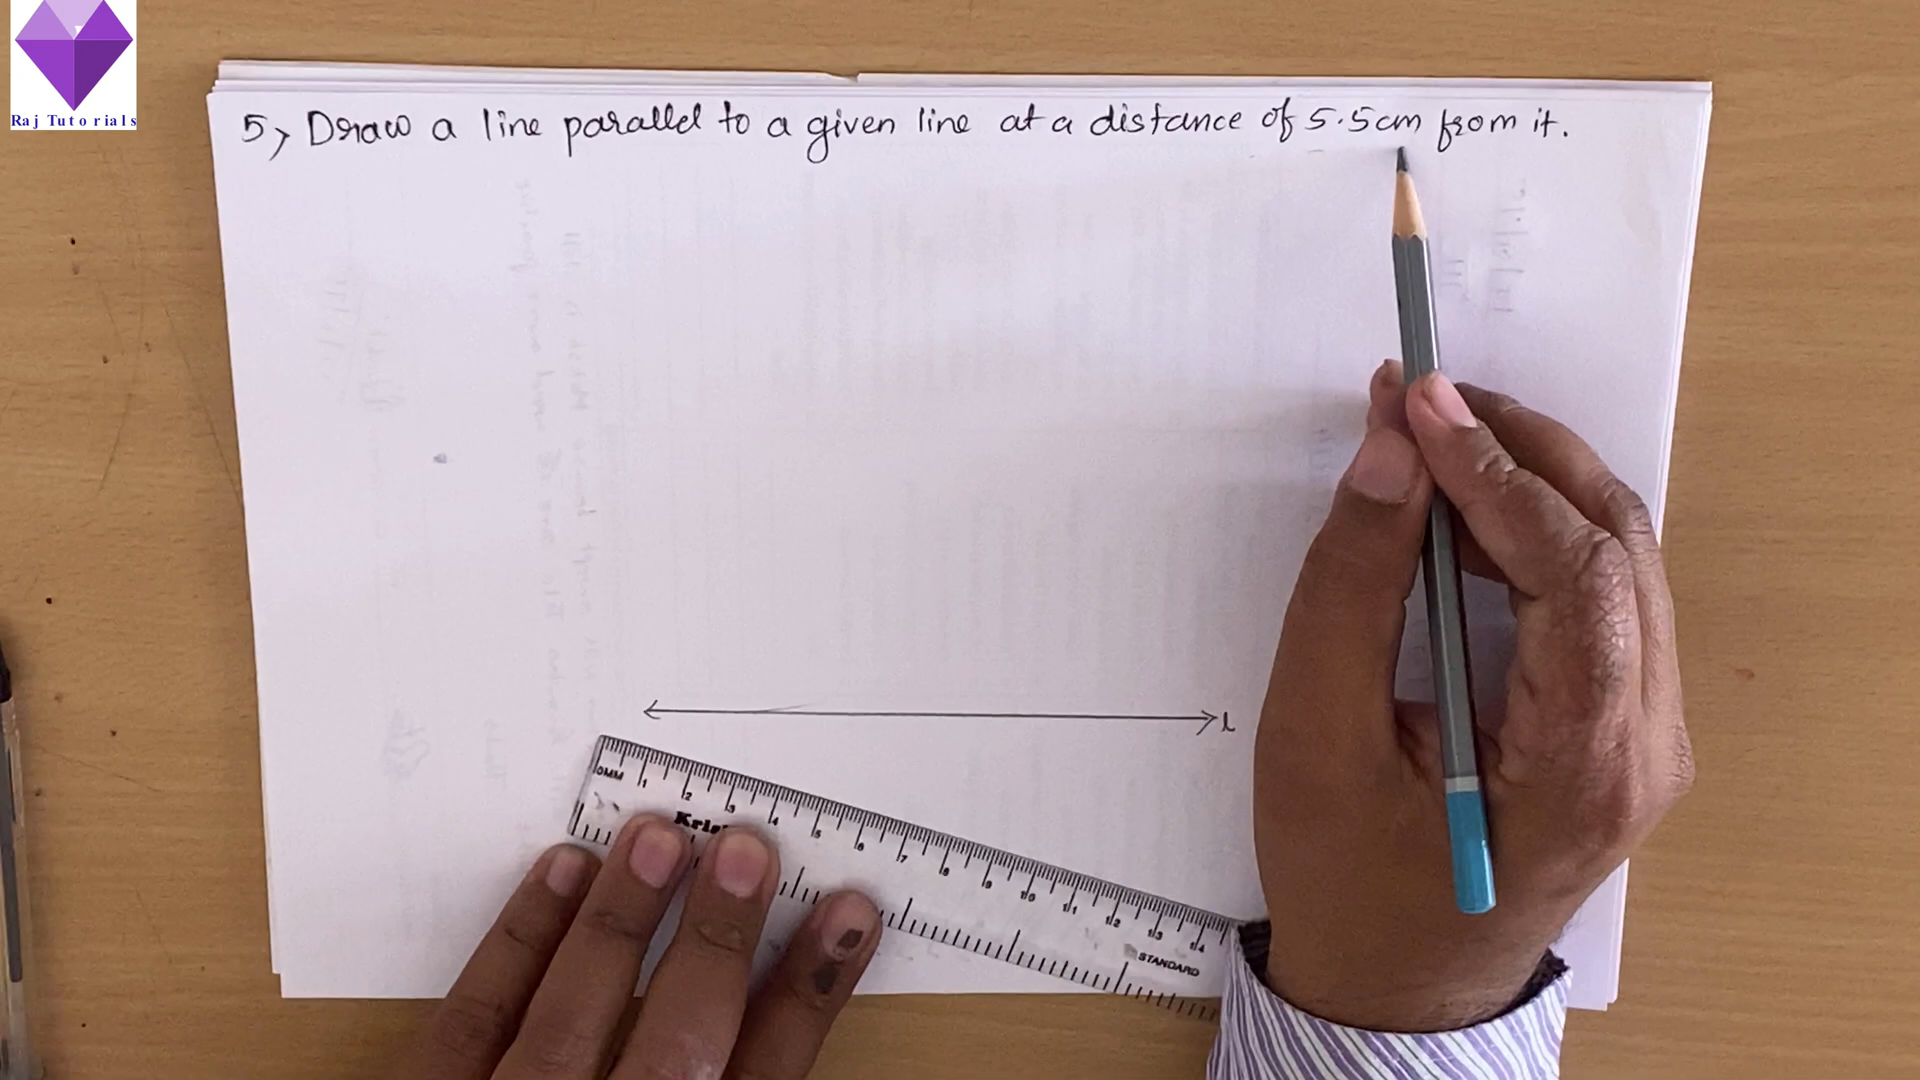 Raj Tutorials
5, Draw a line parallel to a given line at a distance of 5.5cm from it.
l
0MM 1 2 3 4 5 6 7 8 9 10 11 12 13 14
STANDARD